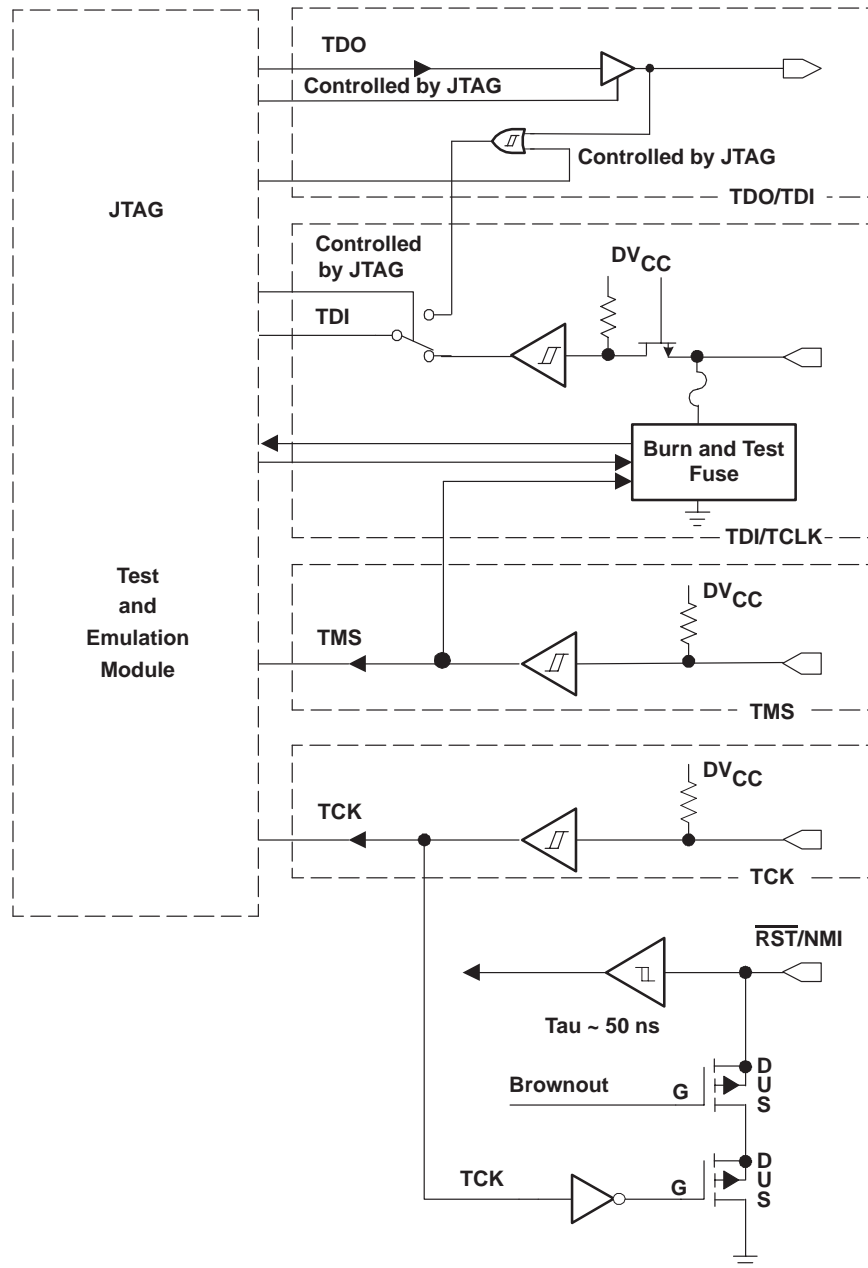 TDO
Controlled by JTAG
Controlled by JTAG
TDO/TDI
JTAG
Controlled
by JTAG
TDI
DVCC
Burn and Test
Fuse
TDI/TCLK
Test
and
Emulation
Module
TMS
DVCC
TMS
TCK
DVCC
TCK
RST/NMI
Tau ~ 50 ns
Brownout
G
D
U
S
TCK
G
D
U
S